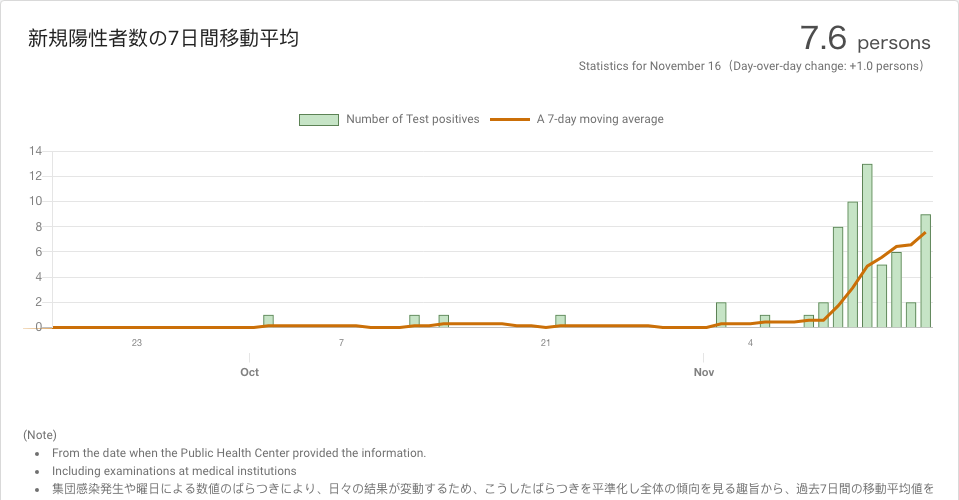 新規陽性者数の7日間移動平均
7.6 persons
Statistics for November 16（Day-over-day change: +1.0 persons）
Number of Test positives
A 7-day moving average
14
12
10
8
6
4
2
0
23
7
21
4
Oct
Nov
(Note)
• From the date when the Public Health Center provided the information.
• Including examinations at medical institutions
• 集団感染発生や曜日による数値のばらつきにより、日々の結果が変動するため、こうしたばらつきを平準化し全体の傾向を見る趣旨から、過去7日間の移動平均値を